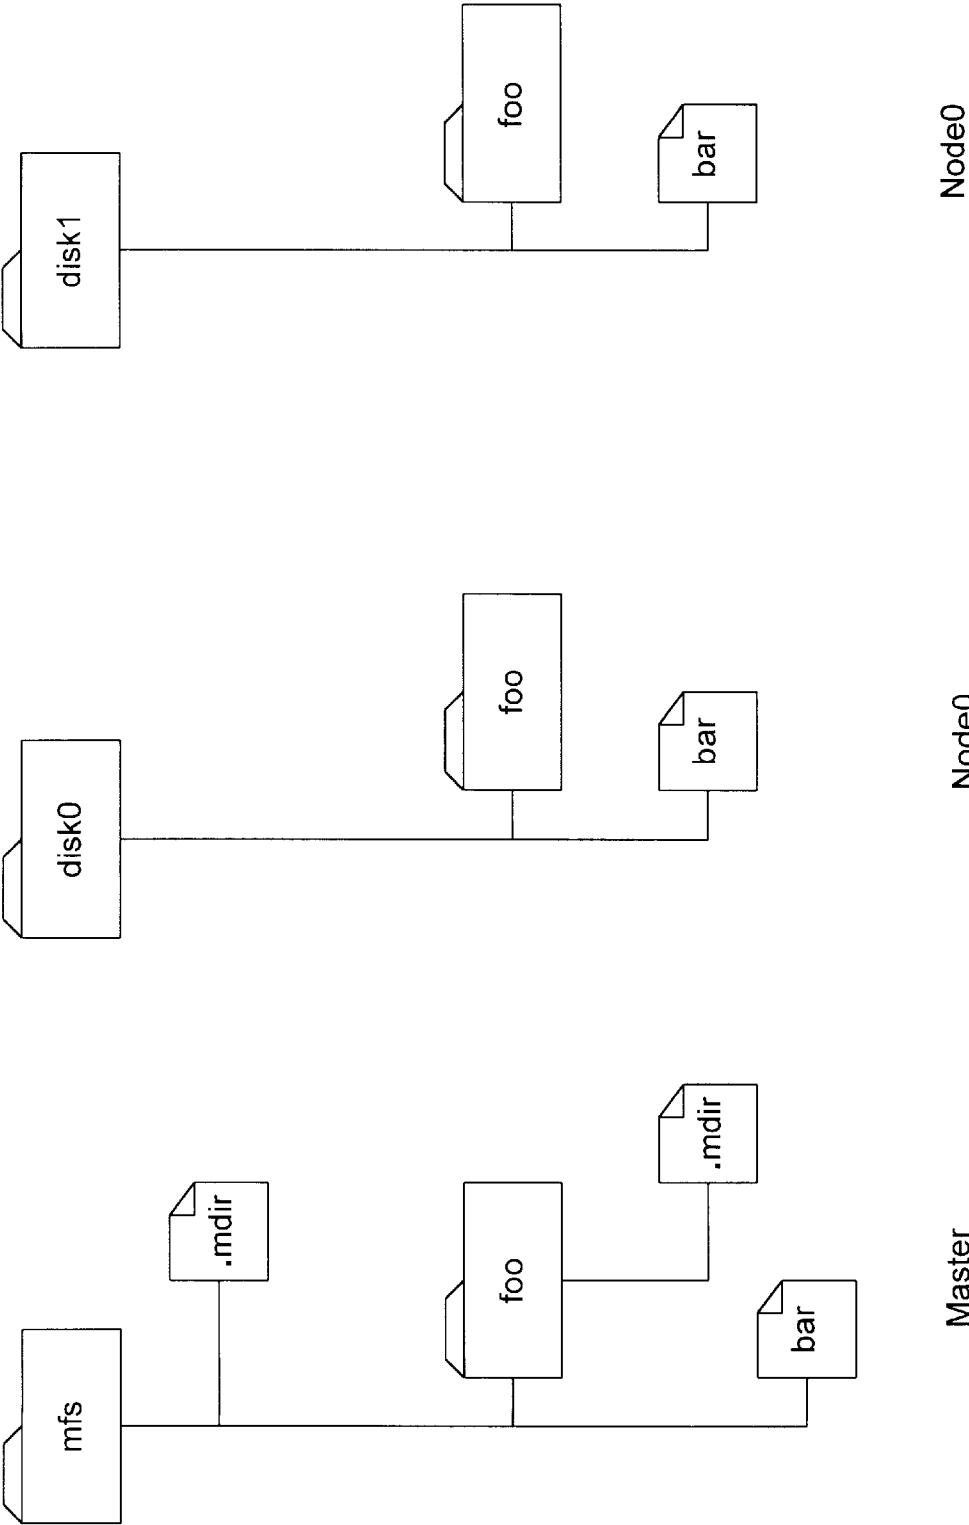 mfs
disk0
disk1
.mdir
foo
foo
foo
.mdir
bar
bar
bar
Master
Node0
Node0